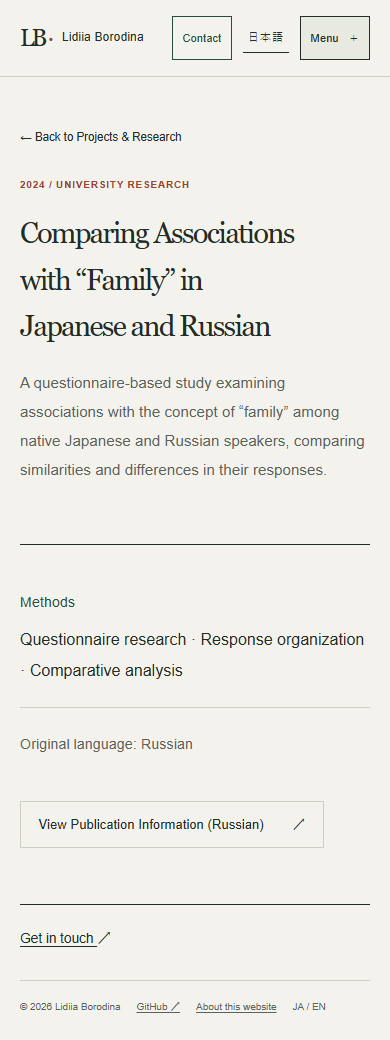 LB· Lidiia Borodina Contact 日本語 Menu +
← Back to Projects & Research
2024 / UNIVERSITY RESEARCH
Comparing Associations
with “Family” in
Japanese and Russian
A questionnaire-based study examining
associations with the concept of “family” among
native Japanese and Russian speakers, comparing
similarities and differences in their responses.
Methods
Questionnaire research · Response organization
· Comparative analysis
Original language: Russian
View Publication Information (Russian) ↗
Get in touch ↗
© 2026 Lidiia Borodina GitHub ↗ About this website JA / EN